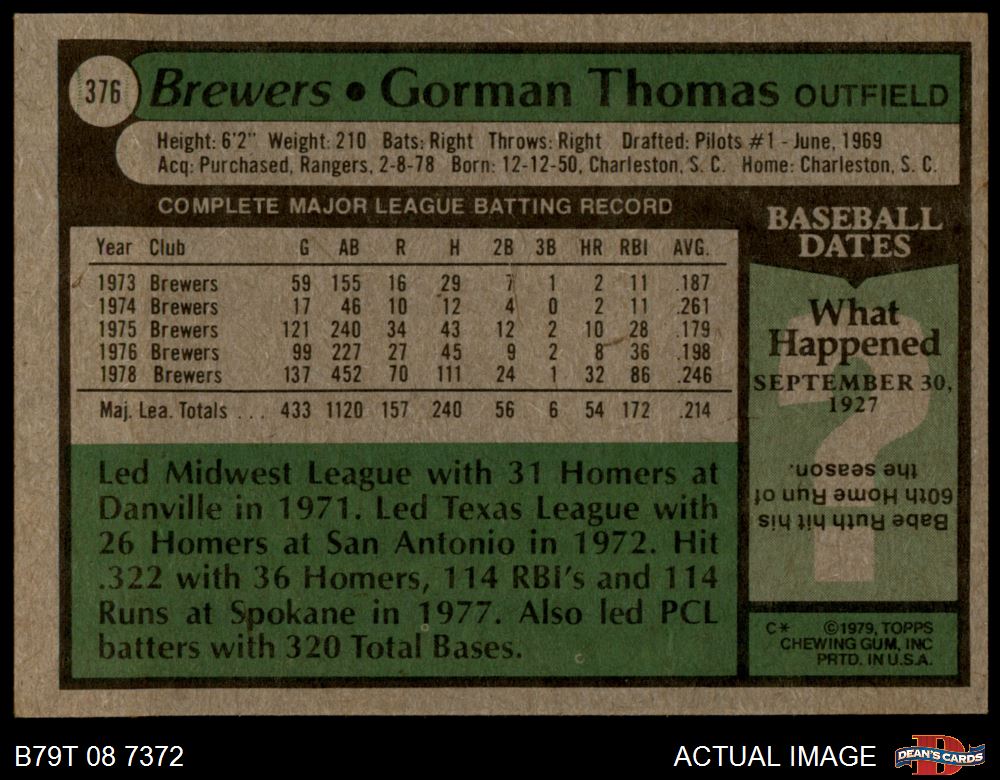 376 Brewers • Gorman Thomas OUTFIELD
Height: 6'2" Weight: 210 Bats: Right Throws: Right Drafted: Pilots #1 - June, 1969
Acq: Purchased, Rangers, 2-8-78 Born: 12-12-50, Charleston, S. C. Home: Charleston, S. C.
COMPLETE MAJOR LEAGUE BATTING RECORD
Year Club G AB R H 2B 3B HR RBI AVG.
1973 Brewers 59 155 16 29 7 1 2 11 .187
1974 Brewers 17 46 10 12 4 0 2 11 .261
1975 Brewers 121 240 34 43 12 2 10 28 .179
1976 Brewers 99 227 27 45 9 2 8 36 .198
1978 Brewers 137 452 70 111 24 1 32 86 .246
Maj. Lea. Totals . . . 433 1120 157 240 56 6 54 172 .214
Led Midwest League with 31 Homers at
Danville in 1971. Led Texas League with
26 Homers at San Antonio in 1972. Hit
.322 with 36 Homers, 114 RBI's and 114
Runs at Spokane in 1977. Also led PCL
batters with 320 Total Bases.
BASEBALL
DATES
What
Happened
SEPTEMBER 30,
1927
?
Babe Ruth hit his
60th Home Run of
the season.
C* ©1979, TOPPS
CHEWING GUM, INC
PRTD. IN U.S.A.
B79T 08 7372
ACTUAL IMAGE
D
DEAN'S CARDS